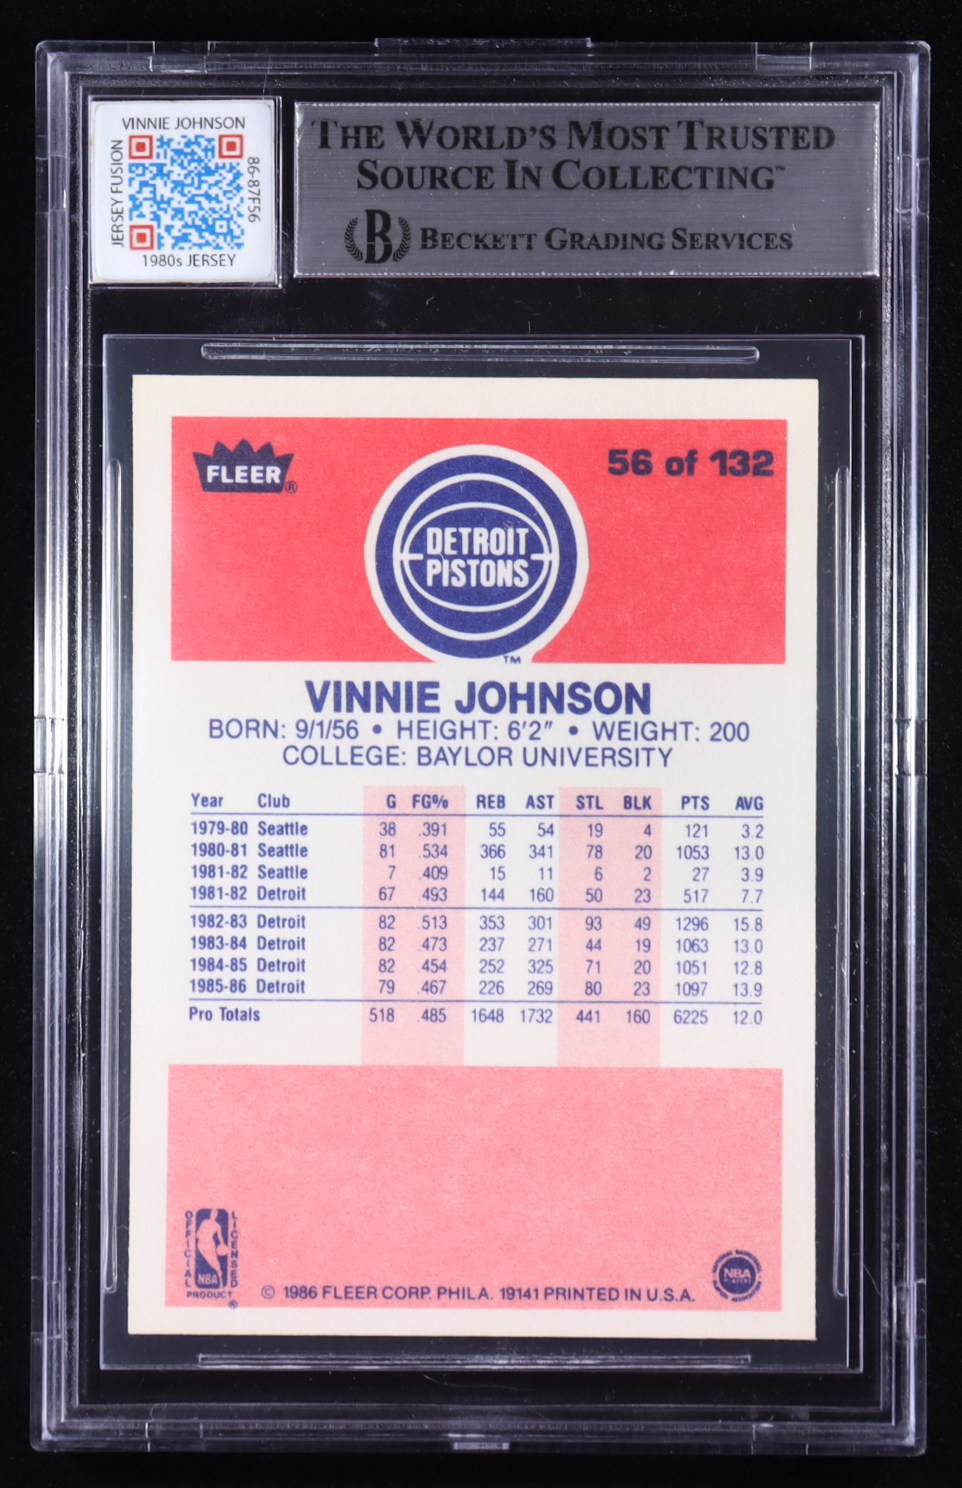 VINNIE JOHNSON
JERSEY FUSION
86-87F56
1980s JERSEY
THE WORLD'S MOST TRUSTED
SOURCE IN COLLECTING™
B BECKETT GRADING SERVICES
FLEER®
56 of 132
DETROIT
PISTONS
TM
VINNIE JOHNSON
BORN: 9/1/56 • HEIGHT: 6'2" • WEIGHT: 200
COLLEGE: BAYLOR UNIVERSITY
Year Club G FG% REB AST STL BLK PTS AVG
1979-80 Seattle 38 .391 55 54 19 4 121 3.2
1980-81 Seattle 81 .534 366 341 78 20 1053 13.0
1981-82 Seattle 7 .409 15 11 6 2 27 3.9
1981-82 Detroit 67 .493 144 160 50 23 517 7.7
1982-83 Detroit 82 .513 353 301 93 49 1296 15.8
1983-84 Detroit 82 .473 237 271 44 19 1063 13.0
1984-85 Detroit 82 .454 252 325 71 20 1051 12.8
1985-86 Detroit 79 .467 226 269 80 23 1097 13.9
Pro Totals 518 .485 1648 1732 441 160 6225 12.0
OFFICIAL
LICENSED
NBA
PRODUCT
®
© 1986 FLEER CORP. PHILA. 19141 PRINTED IN U.S.A.
NBA
PLAYERS